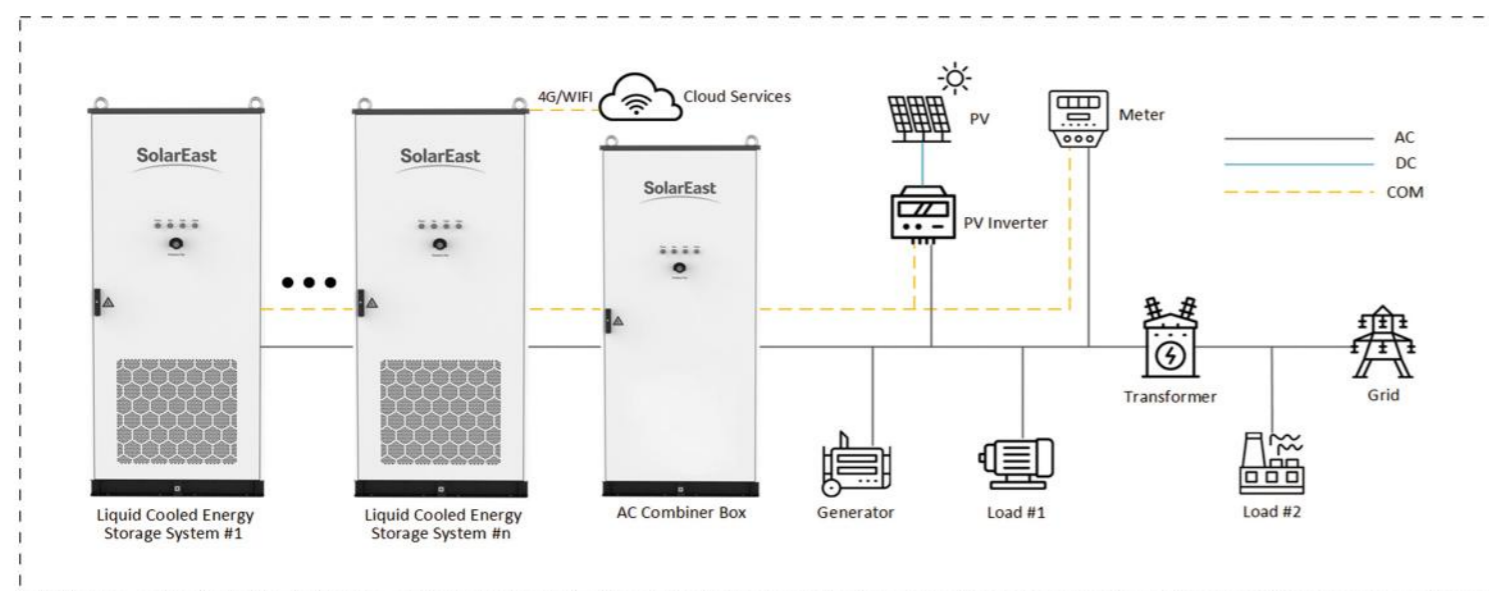 4G/WIFI
Cloud Services
PV
Meter
AC
DC
COM
SolarEast
SolarEast
SolarEast
PV Inverter
Transformer
Grid
Liquid Cooled Energy
Storage System #1
Liquid Cooled Energy
Storage System #n
AC Combiner Box
Generator
Load #1
Load #2